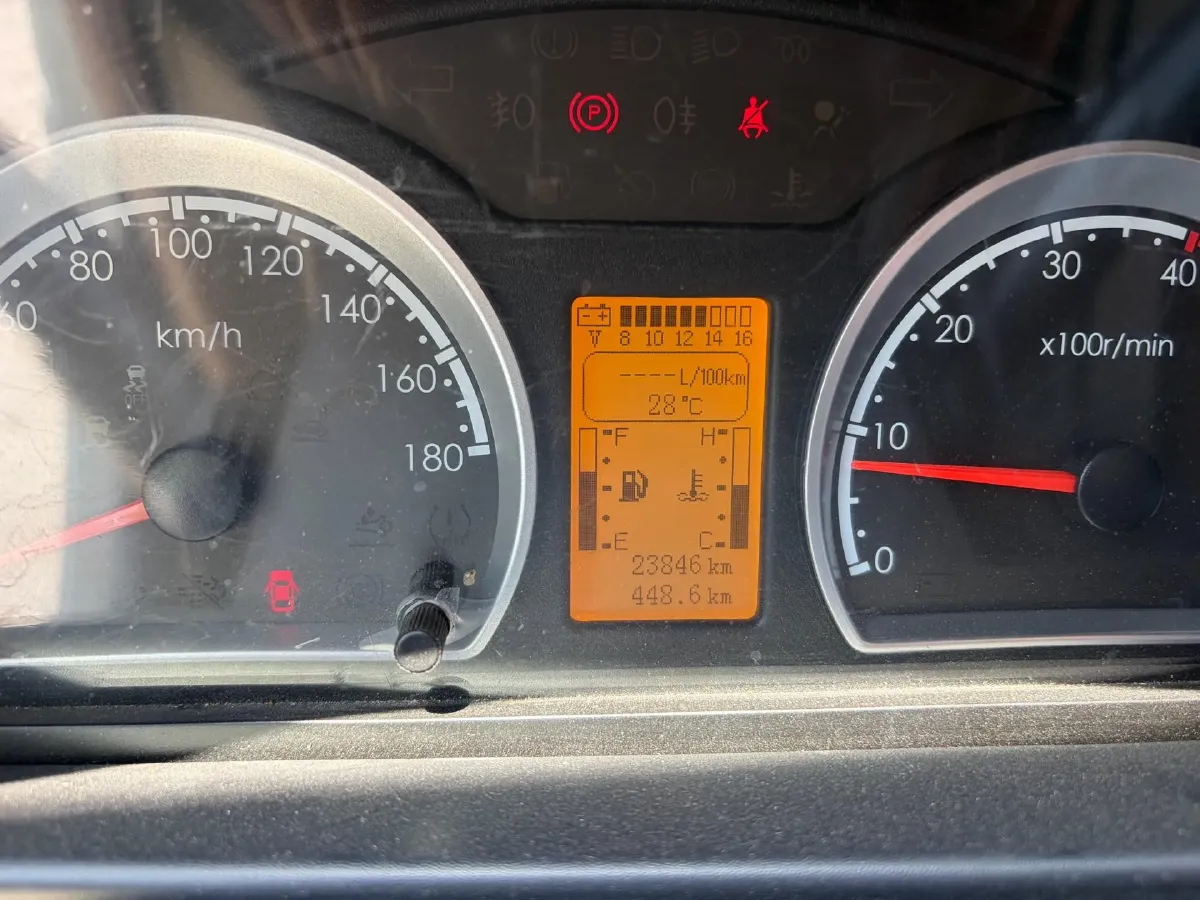 P
60 80 100 120 140 160 180
km/h
OFF
V 8 10 12 14 16
----L/100km
28°C
F H
E C
23846 km
448.6 km
0 10 20 30 40
x100r/min